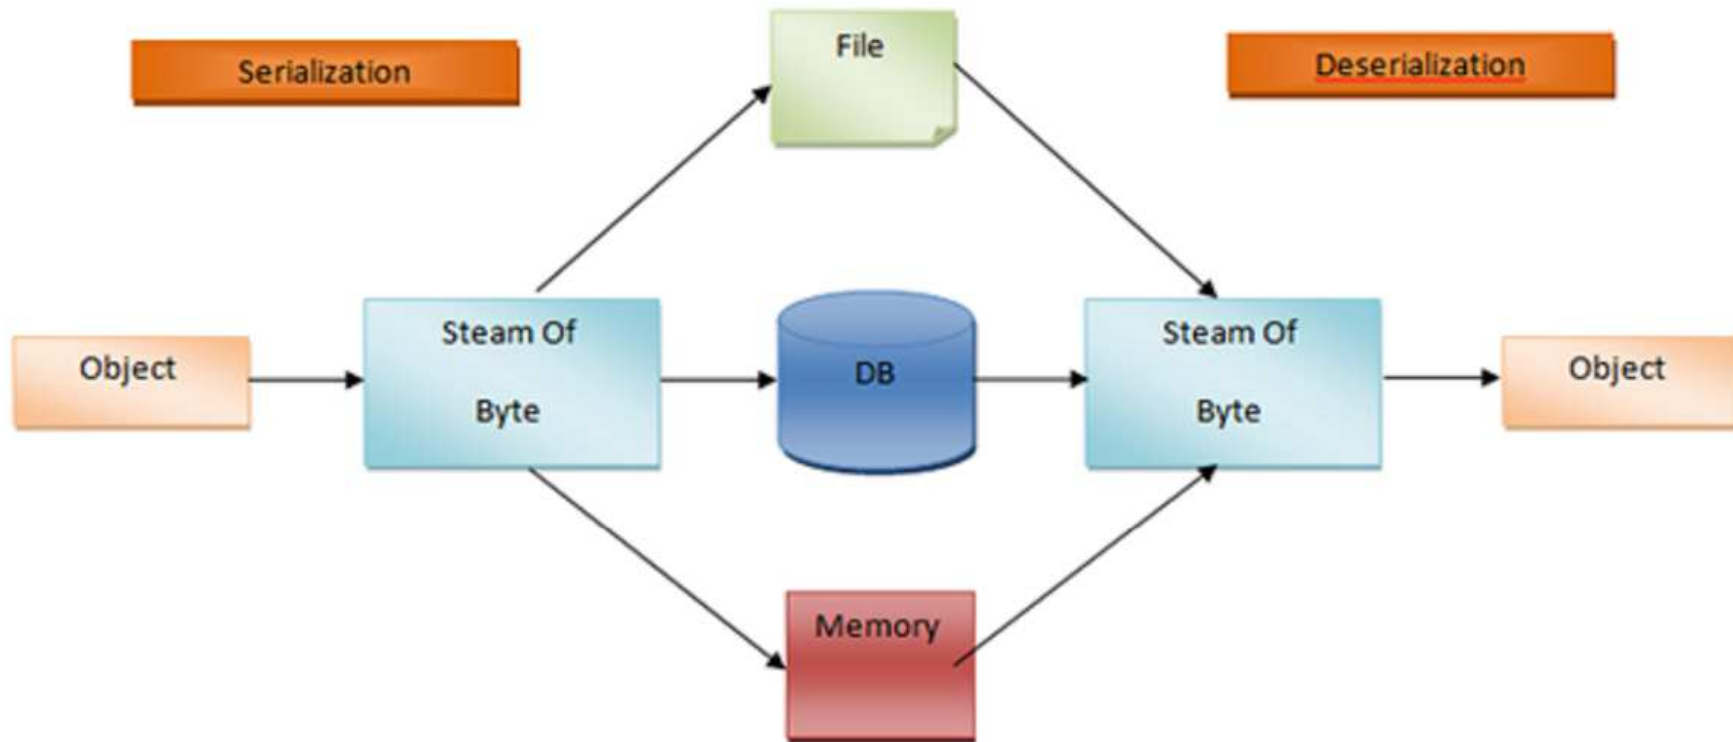 Serialization
File
Deserialization
Object
Steam Of
Byte
DB
Steam Of
Byte
Object
Memory